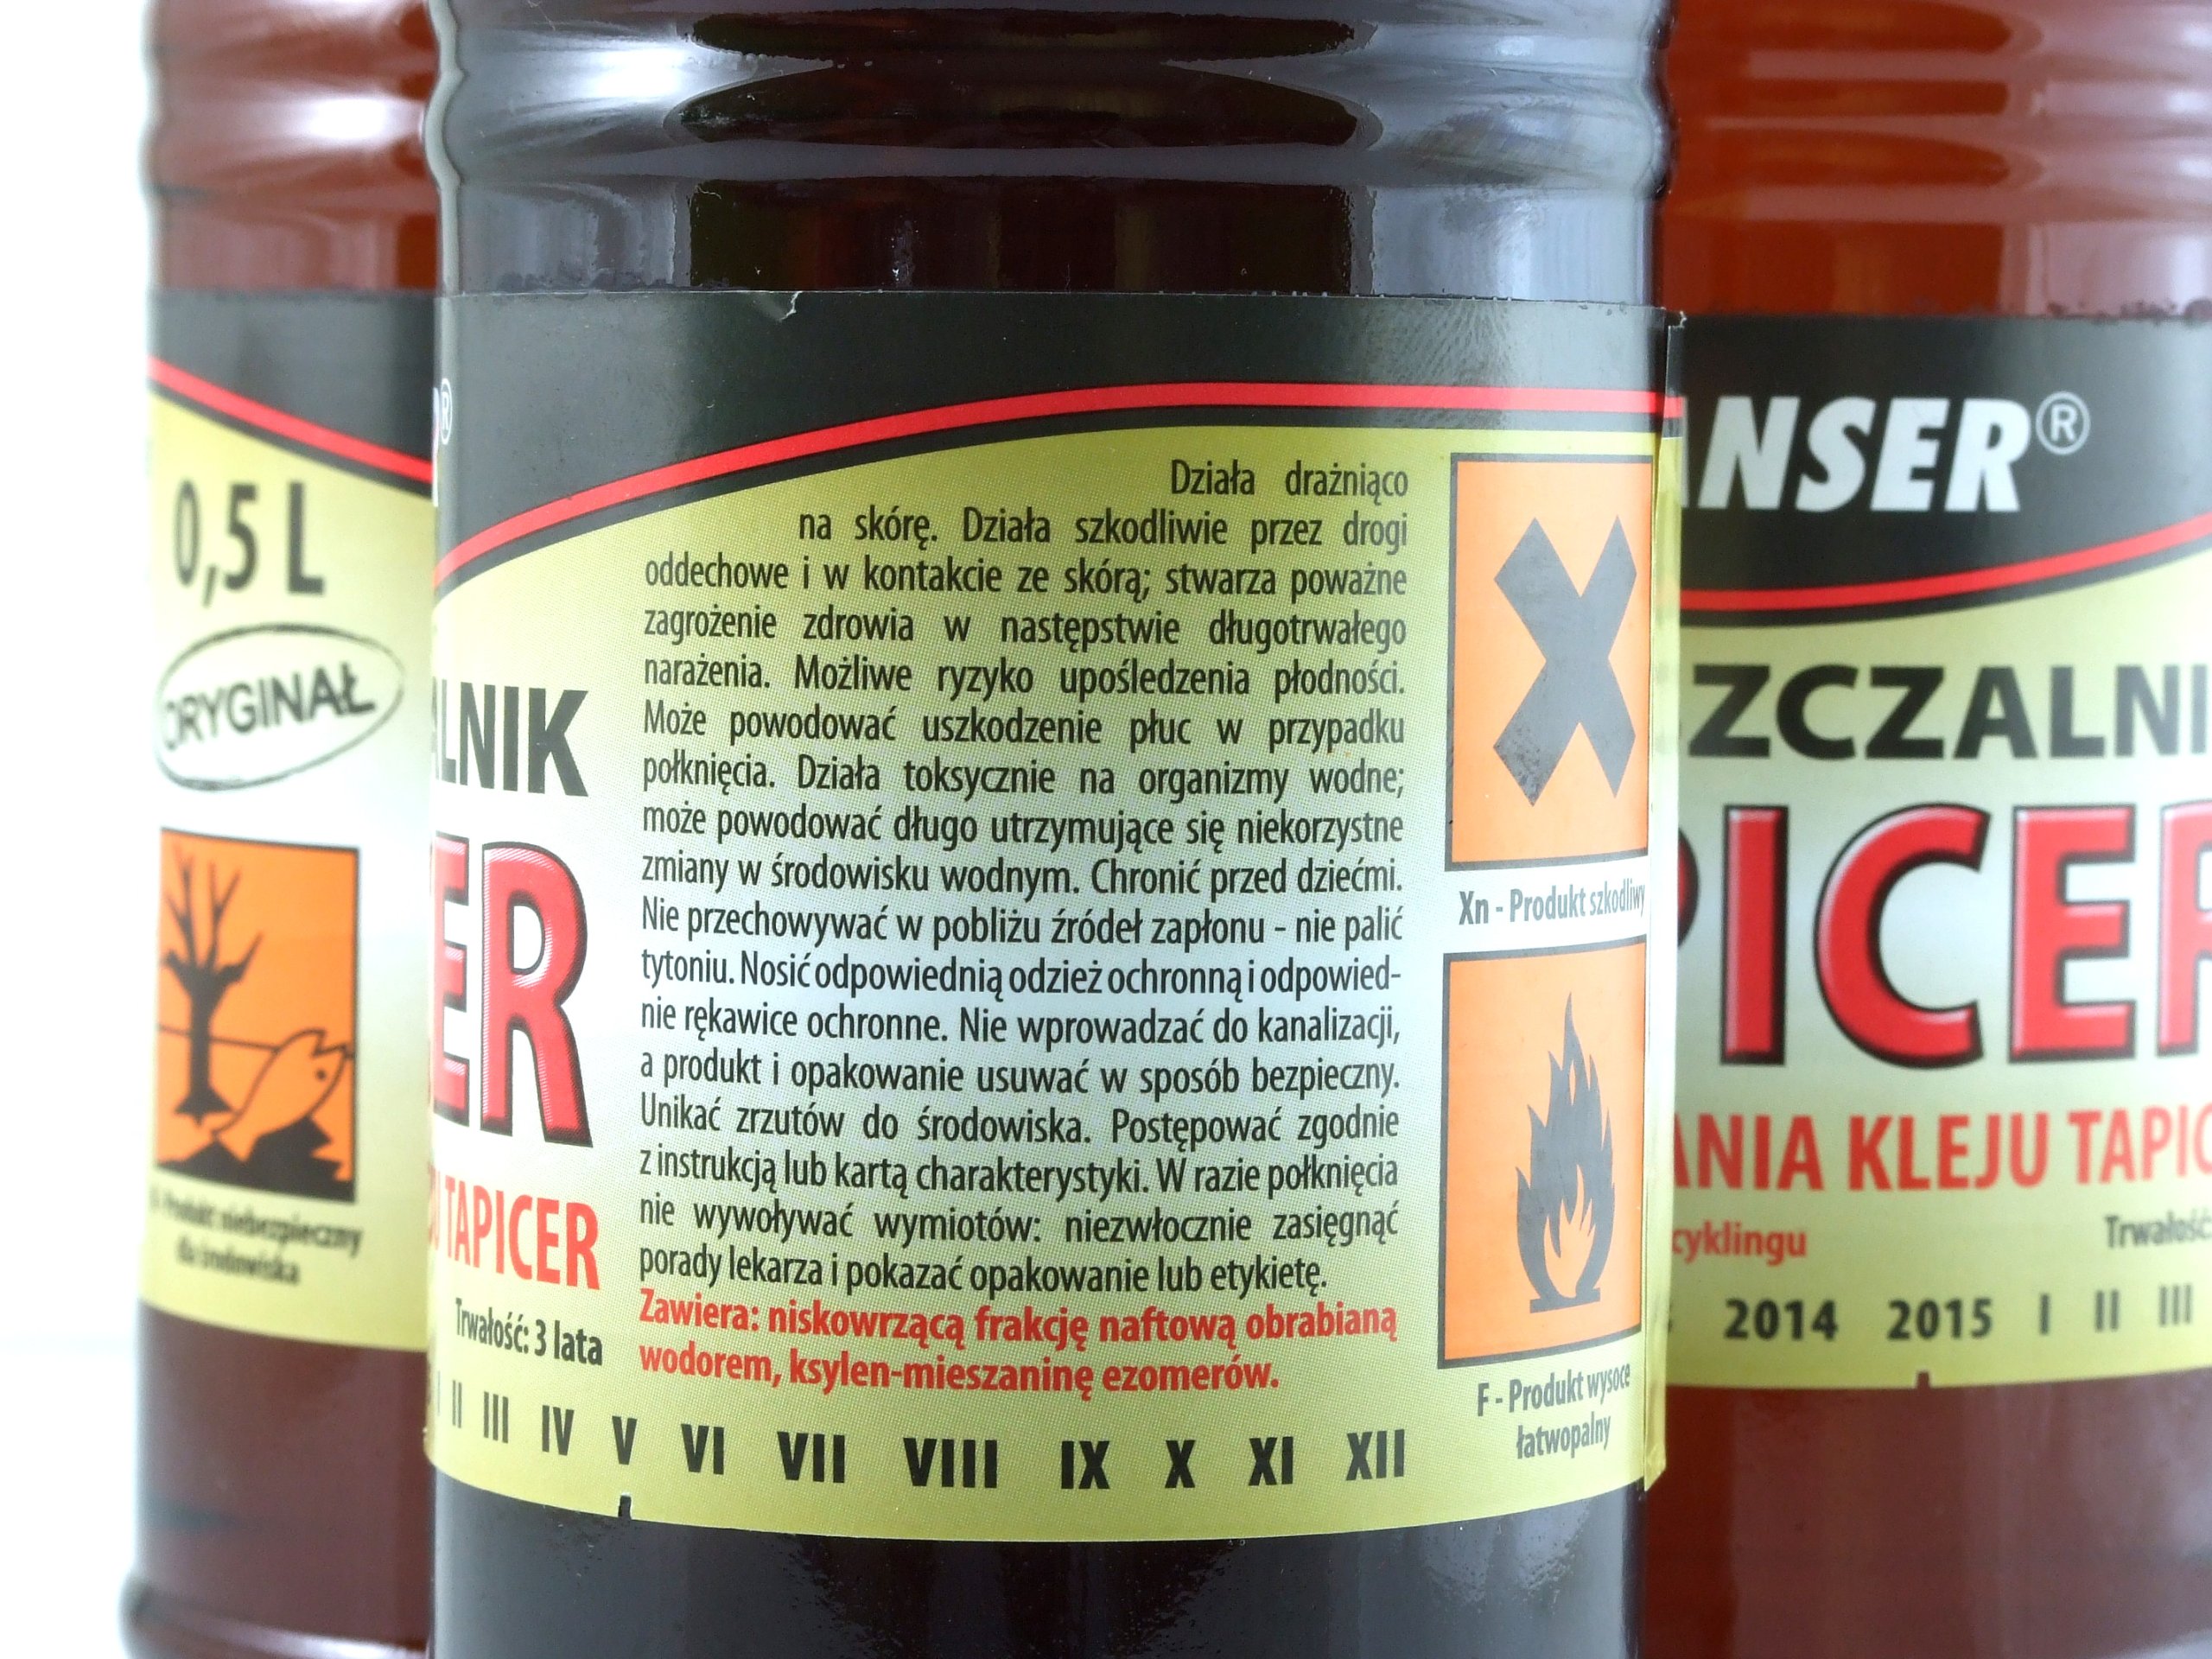 0,5 L
ORYGINAŁ
Produkt niebezpieczny
dla środowiska
®
ALNIK
ER
TAPICER
Trwałość: 3 lata
Działa drażniąco
na skórę. Działa szkodliwie przez drogi
oddechowe i w kontakcie ze skórą; stwarza poważne
zagrożenie zdrowia w następstwie długotrwałego
narażenia. Możliwe ryzyko upośledzenia płodności.
Może powodować uszkodzenie płuc w przypadku
połknięcia. Działa toksycznie na organizmy wodne;
może powodować długo utrzymujące się niekorzystne
zmiany w środowisku wodnym. Chronić przed dziećmi.
Nie przechowywać w pobliżu źródeł zapłonu - nie palić
tytoniu. Nosić odpowiednią odzież ochronną i odpowied-
nie rękawice ochronne. Nie wprowadzać do kanalizacji,
a produkt i opakowanie usuwać w sposób bezpieczny.
Unikać zrzutów do środowiska. Postępować zgodnie
z instrukcją lub kartą charakterystyki. W razie połknięcia
nie wywoływać wymiotów: niezwłocznie zasięgnąć
porady lekarza i pokazać opakowanie lub etykietę.
Zawiera: niskowrzącą frakcję naftową obrabianą
wodorem, ksylen-mieszaninę ezomerów.
I II III IV V VI VII VIII IX X XI XII
Xn - Produkt szkodliwy
F - Produkt wysoce
łatwopalny
ANSER®
SZCZALNI
PICER
ANIA KLEJU TAPIC
cyklingu
Trwałość:
2014 2015 I II III